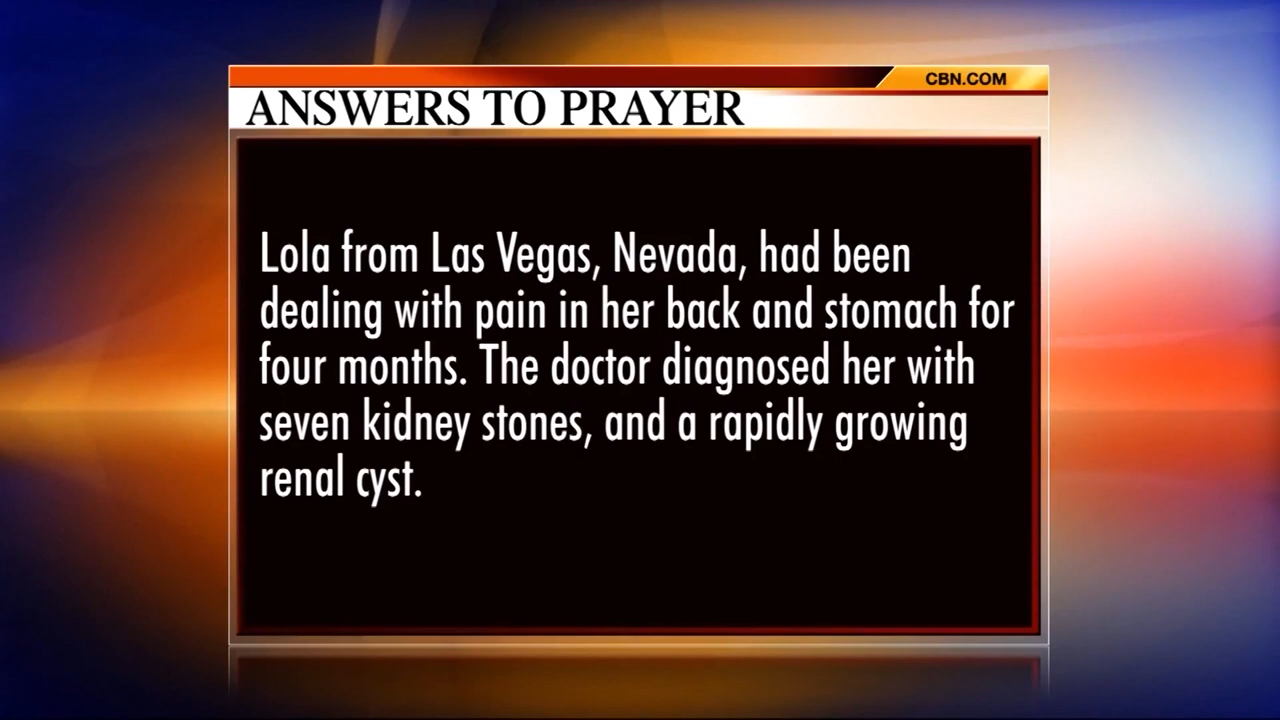 CBN.COM
ANSWERS TO PRAYER
Lola from Las Vegas, Nevada, had been
dealing with pain in her back and stomach for
four months. The doctor diagnosed her with
seven kidney stones, and a rapidly growing
renal cyst.